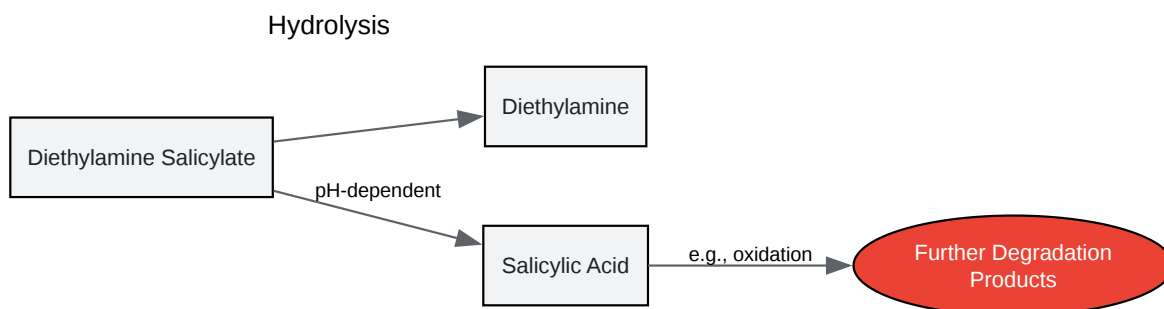 Hydrolysis
Diethylamine Salicylate
Diethylamine
pH-dependent
Salicylic Acid
e.g., oxidation
Further Degradation
Products